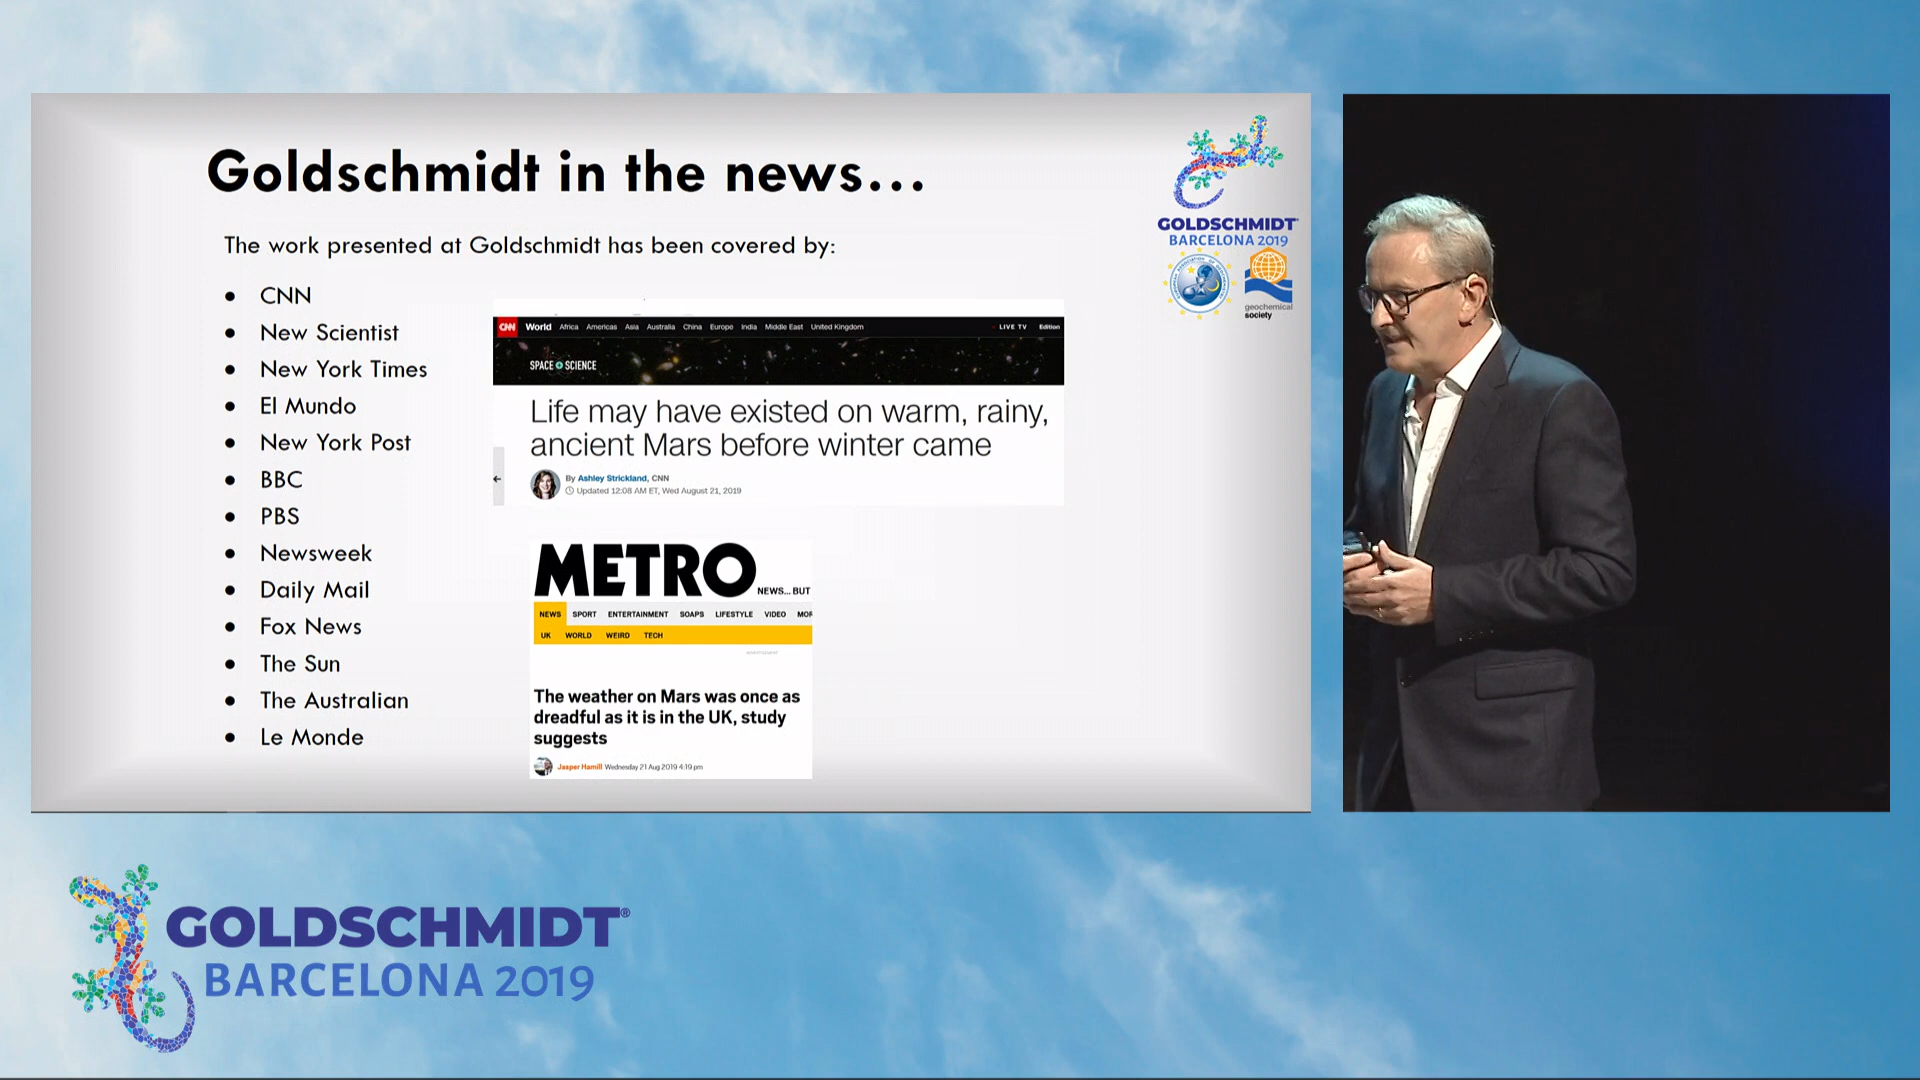 Goldschmidt in the news...
The work presented at Goldschmidt has been covered by:
• CNN
• New Scientist
• New York Times
• El Mundo
• New York Post
• BBC
• PBS
• Newsweek
• Daily Mail
• Fox News
• The Sun
• The Australian
• Le Monde
CNN World Africa Americas Asia Australia China Europe India Middle East United Kingdom LIVE TV Edition
SPACE + SCIENCE
Life may have existed on warm, rainy,
ancient Mars before winter came
By Ashley Strickland, CNN
Updated 12:08 AM ET, Wed August 21, 2019
METRO
NEWS... BUT
NEWS SPORT ENTERTAINMENT SOAPS LIFESTYLE VIDEO MOR
UK WORLD WEIRD TECH
ADVERTISEMENT
The weather on Mars was once as
dreadful as it is in the UK, study
suggests
Jasper Hamill Wednesday 21 Aug 2019 4:19 pm
GOLDSCHMIDT®
BARCELONA 2019
geochemical
society
GOLDSCHMIDT®
BARCELONA 2019